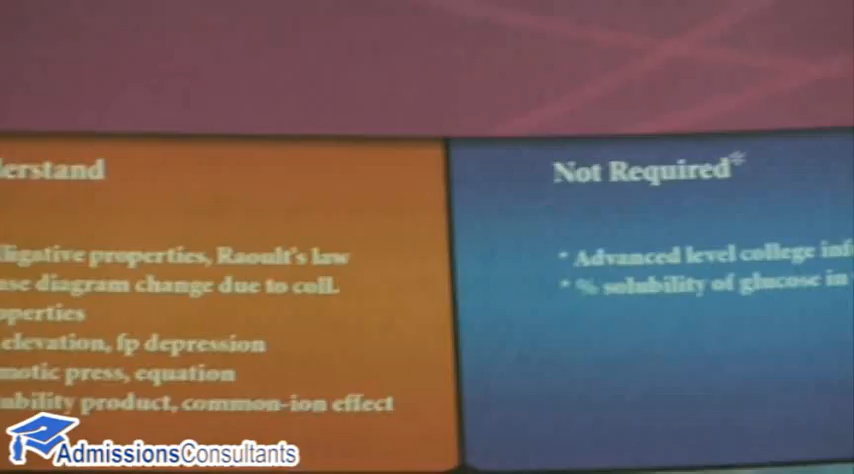 erstand
Not Required*
lligative properties, Raoult's law
ase diagram change due to coll.
operties
elevation, fp depression
motic press, equation
ubility product, common-ion effect
* Advanced level college inf
* % solubility of glucose in
AdmissionsConsultants